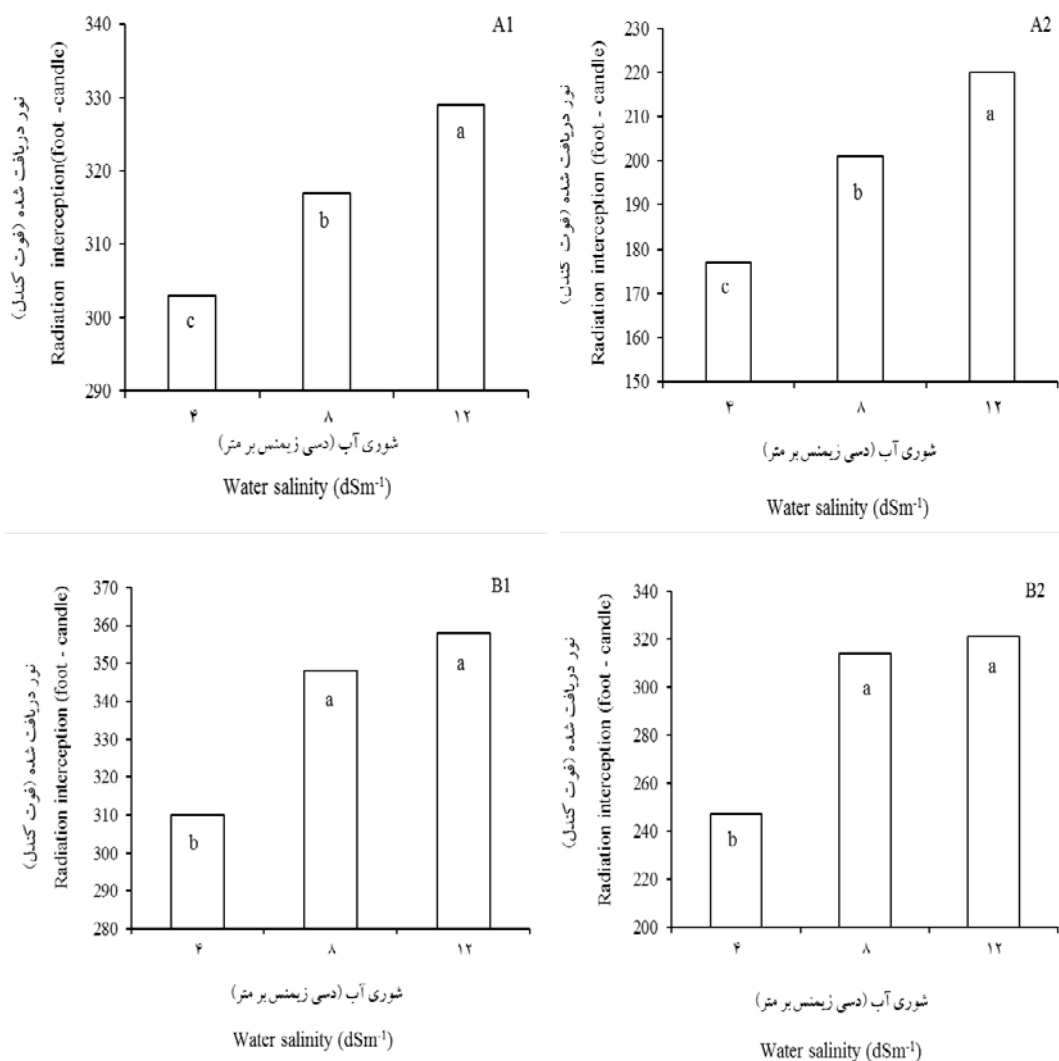 A1
نور دریافت شده (فوت کندل)
Radiation interception(foot -candle)
340
330
320
310
300
290
a
b
c
۴ ۸ ۱۲
شوری آب (دسی زیمنس بر متر)
Water salinity (dSm-1)
A2
نور دریافت شده (فوت کندل)
Radiation interception (foot - candle)
230
220
210
200
190
180
170
160
150
a
b
c
۴ ۸ ۱۲
شوری آب (دسی زیمنس بر متر)
Water salinity (dSm-1)
B1
نور دریافت شده (فوت کندل)
Radiation interception (foot - candle)
370
360
350
340
330
320
310
300
290
280
b
a
a
۴ ۸ ۱۲
شوری آب (دسی زیمنس بر متر)
Water salinity (dSm-1)
B2
نور دریافت شده (فوت کندل)
Radiation interception (foot - candle)
340
320
300
280
260
240
220
200
b
a
a
۴ ۸ ۱۲
شوری آب (دسی زیمنس بر متر)
Water salinity (dSm-1)